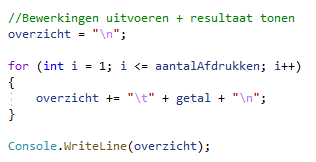 //Bewerkingen uitvoeren + resultaat tonen
overzicht = "\n";
for (int i = 1; i <= aantalAfdrukken; i++)
{
overzicht += "\t" + getal + "\n";
}
Console.WriteLine(overzicht);